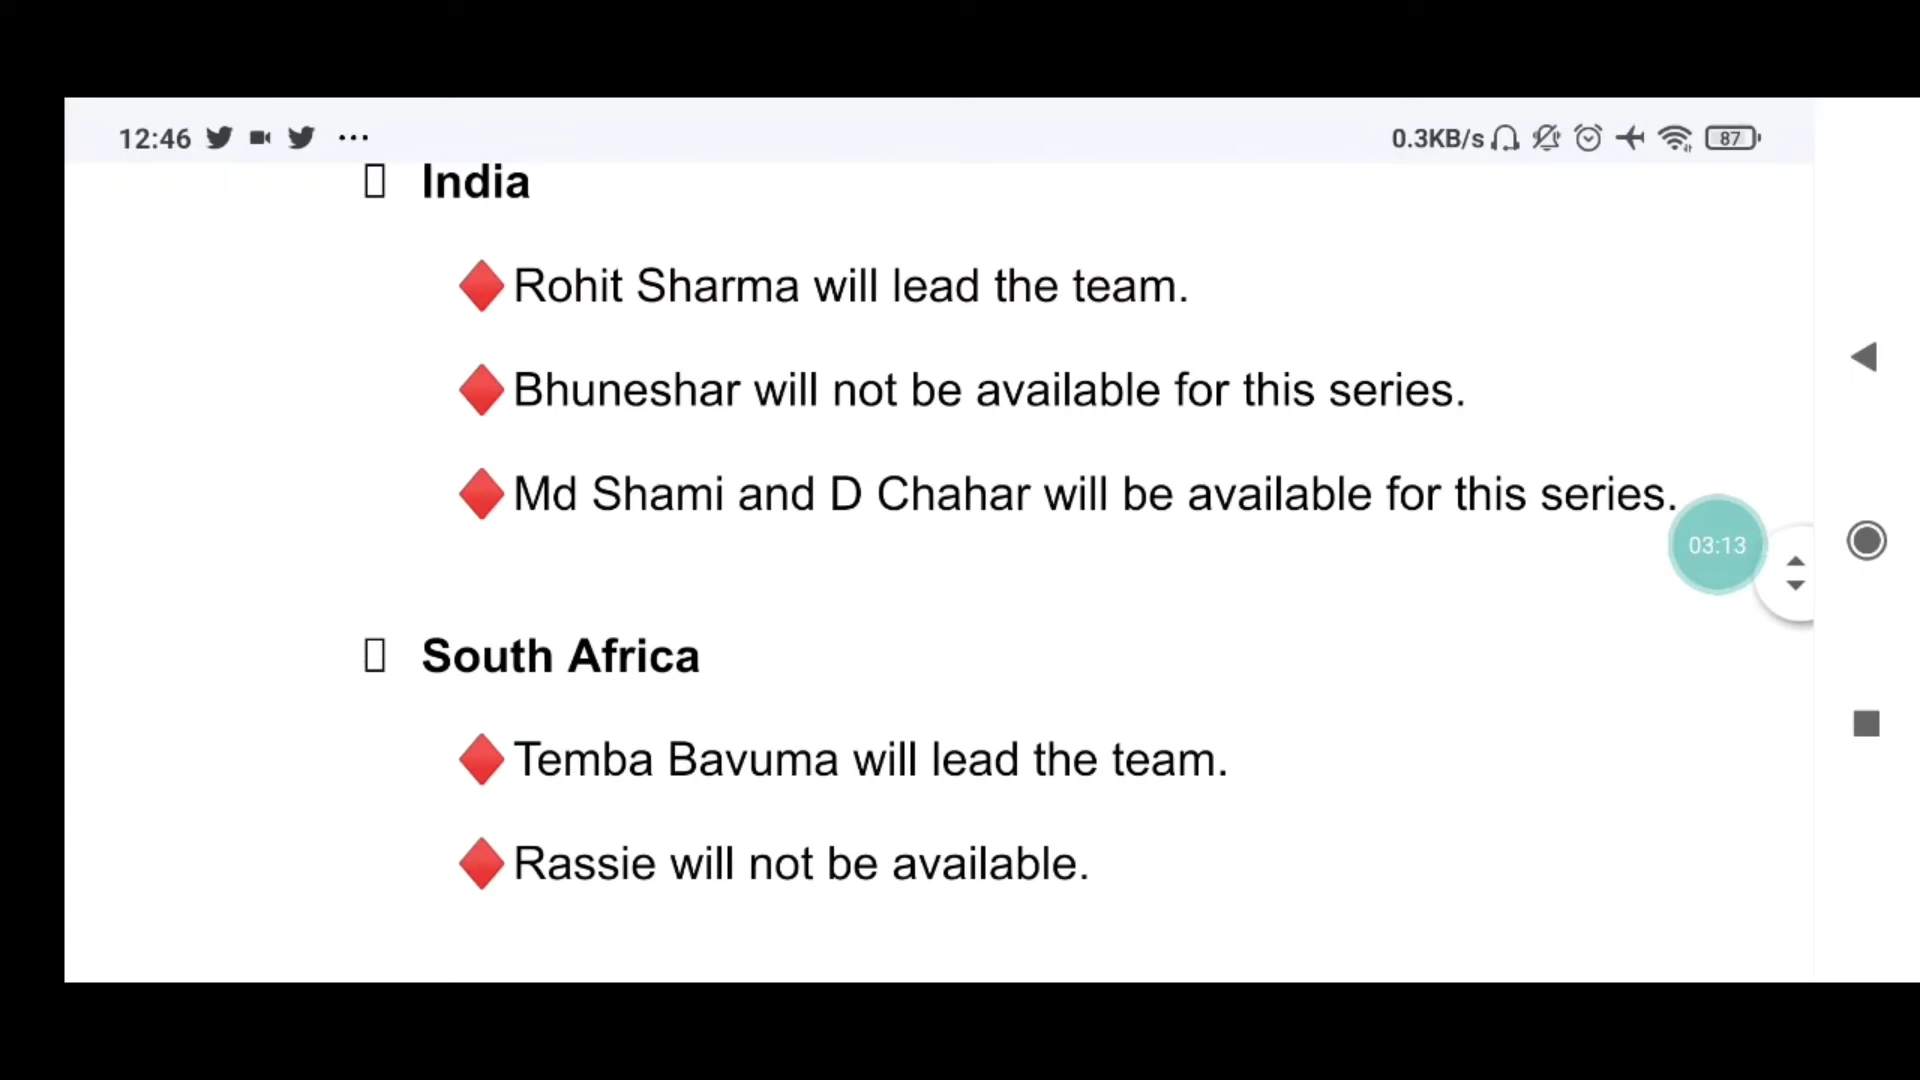 12:46 ... 0.3KB/s 87
India
Rohit Sharma will lead the team.
Bhuneshar will not be available for this series.
Md Shami and D Chahar will be available for this series.
03:13
South Africa
Temba Bavuma will lead the team.
Rassie will not be available.